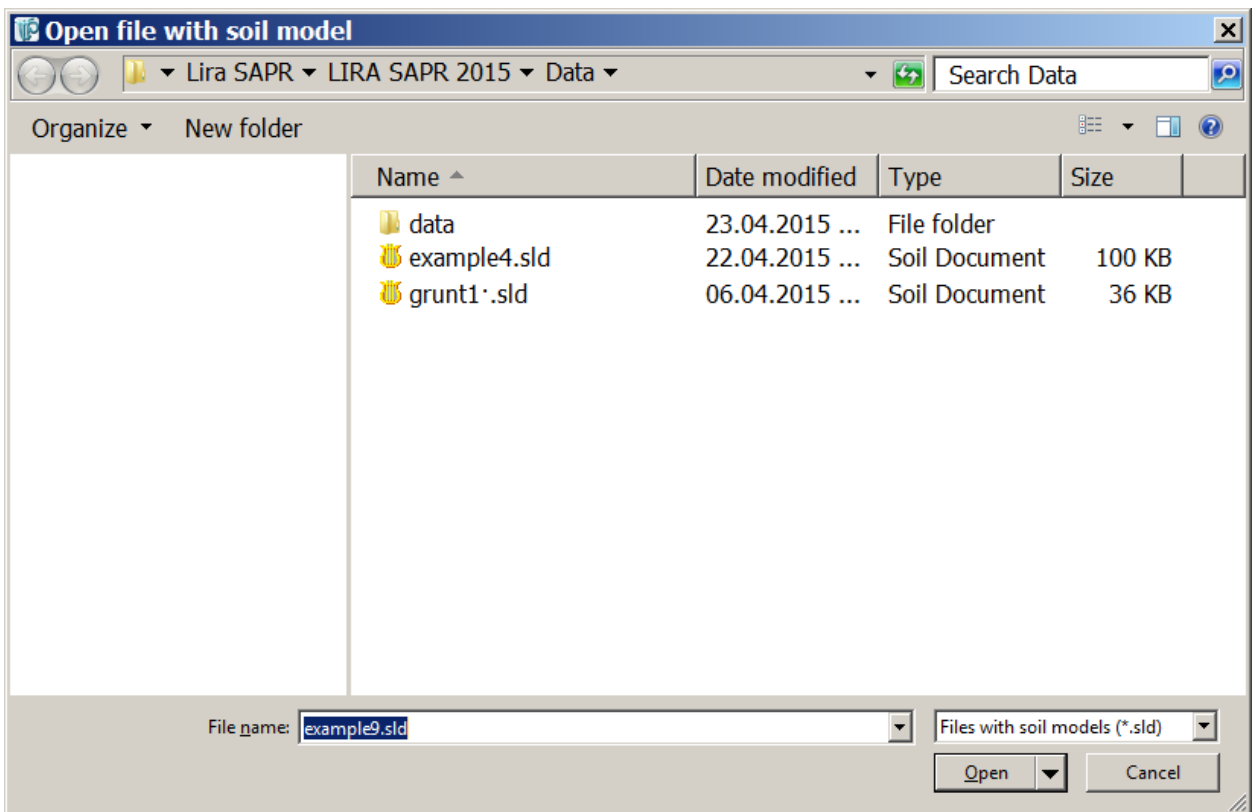 Open file with soil model
Lira SAPR LIRA SAPR 2015 Data Search Data
Organize New folder
Name Date modified Type Size
data 23.04.2015 ... File folder
example4.sld 22.04.2015 ... Soil Document 100 KB
grunt1·.sld 06.04.2015 ... Soil Document 36 KB
File name: example9.sld Files with soil models (*.sld)
Open Cancel